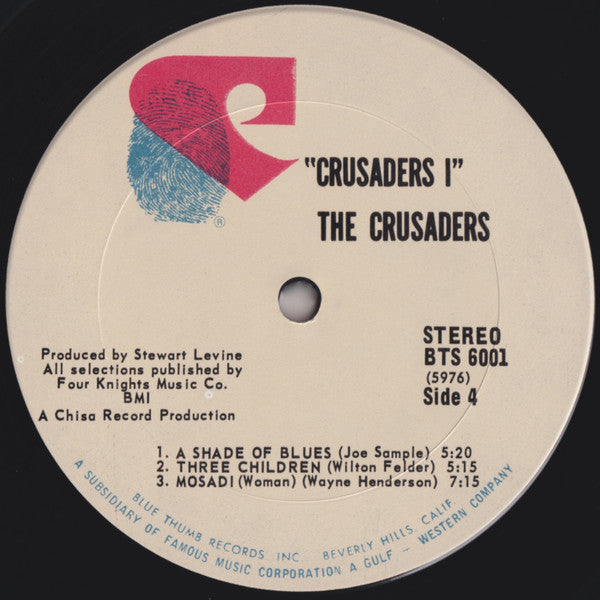 ®
"CRUSADERS I"
THE CRUSADERS
Produced by Stewart Levine
All selections published by
Four Knights Music Co.
BMI
A Chisa Record Production
STEREO
BTS 6001
(5976)
Side 4
1. A SHADE OF BLUES (Joe Sample) 5:20
2. THREE CHILDREN (Wilton Felder) 5:15
3. MOSADI (Woman) (Wayne Henderson) 7:15
BLUE THUMB RECORDS INC. BEVERLY HILLS, CALIF.
A SUBSIDIARY OF FAMOUS MUSIC CORPORATION A GULF - WESTERN COMPANY